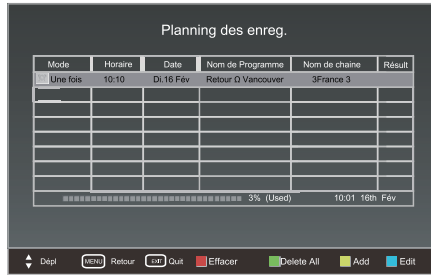 Planning des enreg.
Mode Horaire Date Nom de Programme Nom de chaine Résult
Une fois 10:10 Di.16 Fév Retour Ω Vancouver 3France 3
3% (Used) 10:01 16th Fév
Dépl MENU Retour EXIT Quit Effacer Delete All Add Edit